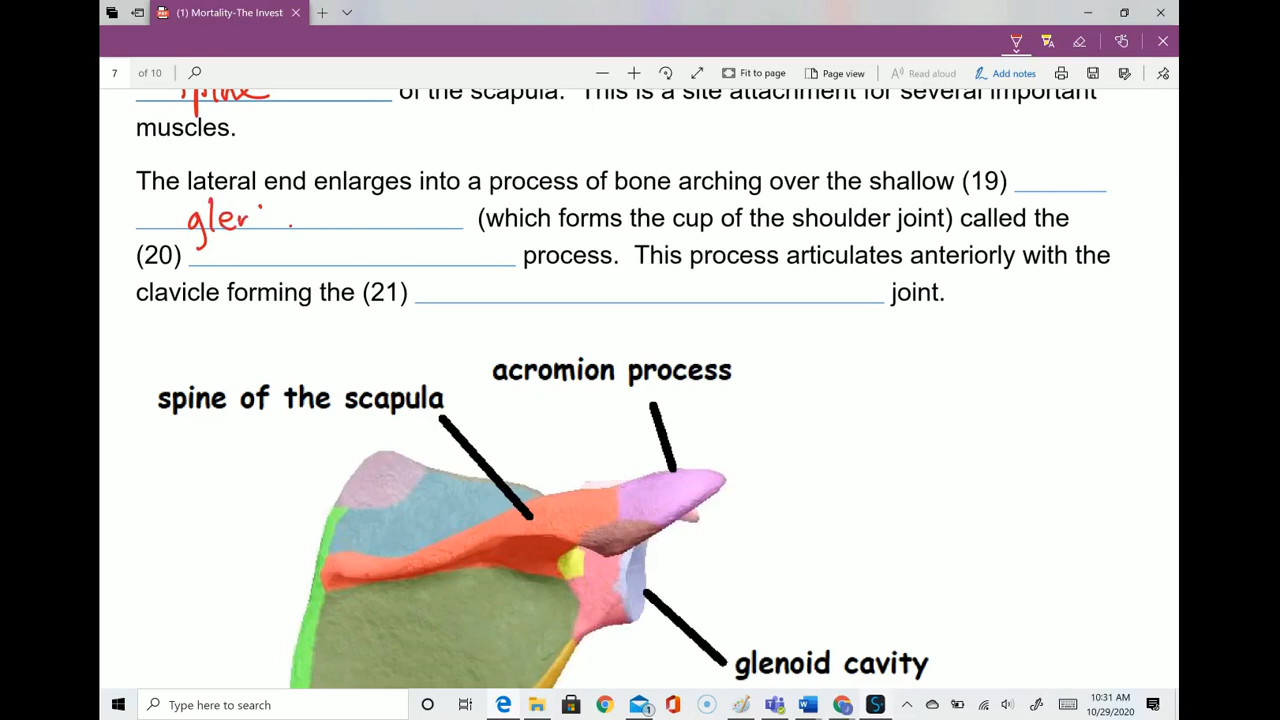 (1) Mortality-The Invest
7 of 10 Fit to page Page view Read aloud Add notes
spine of the scapula. This is a site attachment for several important
muscles.
The lateral end enlarges into a process of bone arching over the shallow (19)
gler (which forms the cup of the shoulder joint) called the
(20) process. This process articulates anteriorly with the
clavicle forming the (21) joint.
acromion process
spine of the scapula
glenoid cavity
Type here to search
10:31 AM
10/29/2020